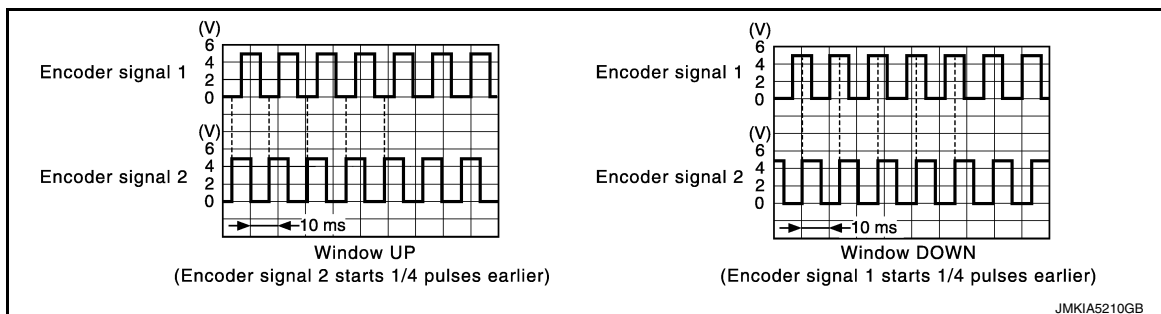 (V)
6
Encoder signal 1
4
2
0
(V)
6
Encoder signal 2
4
2
0
10 ms
Window UP
(Encoder signal 2 starts 1/4 pulses earlier)
(V)
6
Encoder signal 1
4
2
0
(V)
6
Encoder signal 2
4
2
0
10 ms
Window DOWN
(Encoder signal 1 starts 1/4 pulses earlier)
JMKIA5210GB